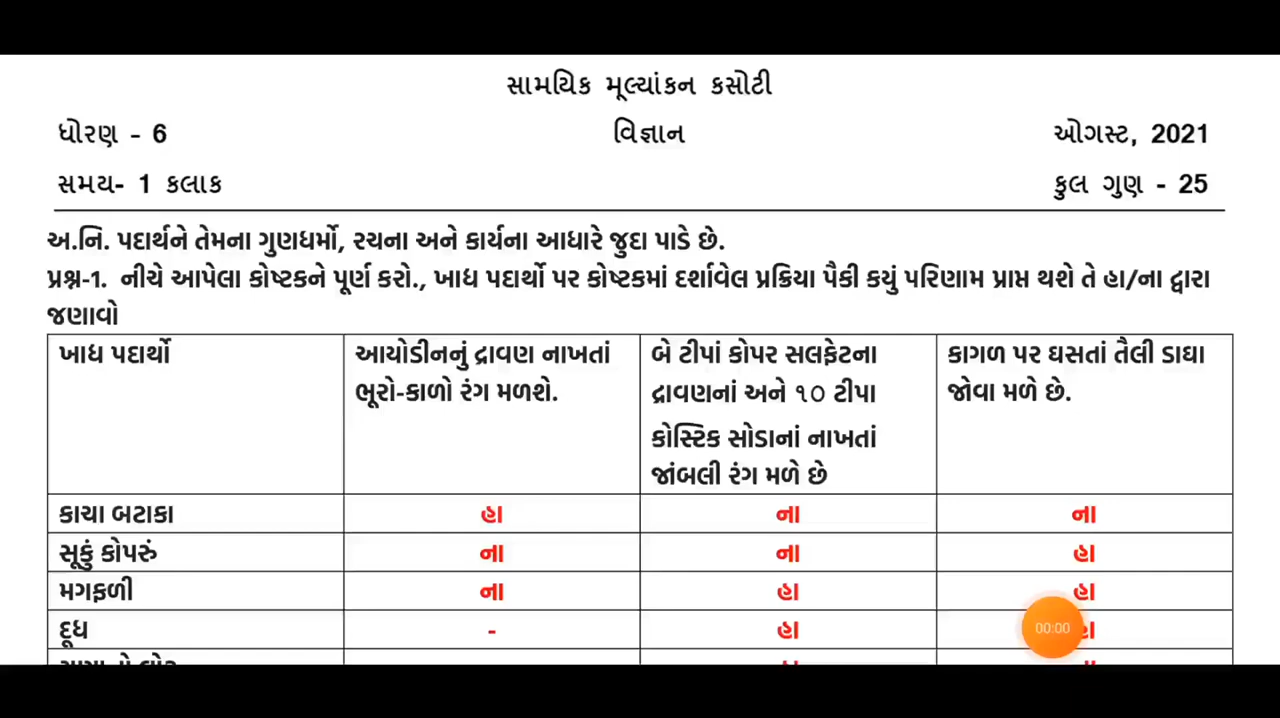 સામયિક મૂલ્યાંકન કસોટી
ધોરણ - 6 વિજ્ઞાન ઓગસ્ટ, 2021
સમય- 1 કલાક કુલ ગુણ - 25
અ.નિ. પદાર્થને તેમના ગુણધર્મો, રચના અને કાર્યના આધારે જુદા પાડે છે.
પ્રશ્ન-1. નીચે આપેલા કોષ્ટકને પૂર્ણ કરો., ખાદ્ય પદાર્થો પર કોષ્ટકમાં દર્શાવેલ પ્રક્રિયા પૈકી કયું પરિણામ પ્રાપ્ત થશે તે હા/ના દ્વારા
જણાવો
ખાદ્ય પદાર્થો આયોડીનનું દ્રાવણ નાખતાં બે ટીપાં કોપર સલફેટના કાગળ પર ઘસતાં તૈલી ડાઘા
ભૂરો-કાળો રંગ મળશે. દ્રાવણનાં અને ૧૦ ટીપા જોવા મળે છે.
કોસ્ટિક સોડાનાં નાખતાં
જાંબલી રંગ મળે છે
કાચા બટાકા હા ના ના
સૂકું કોપરું ના ના હા
મગફળી ના હા હા
દૂધ - હા હા
00:00